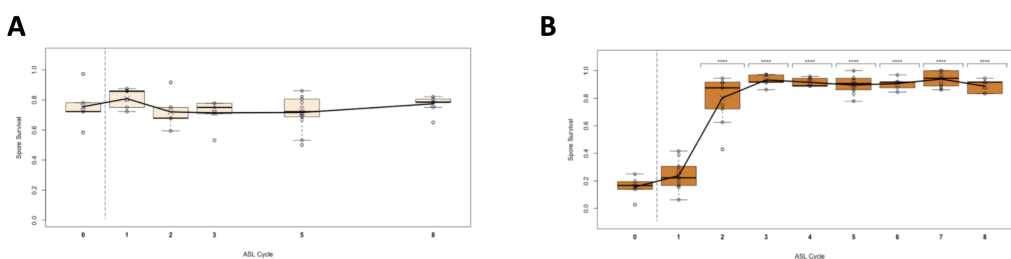 A
Spore Survival
1.0
0.8
0.6
0.4
0.2
0.0
0 1 2 3 5 8
ASL Cycle
B
Spore Survival
1.0
0.8
0.6
0.4
0.2
0.0
**** **** **** **** **** **** ****
0 1 2 3 4 5 6 7 8
ASL Cycle